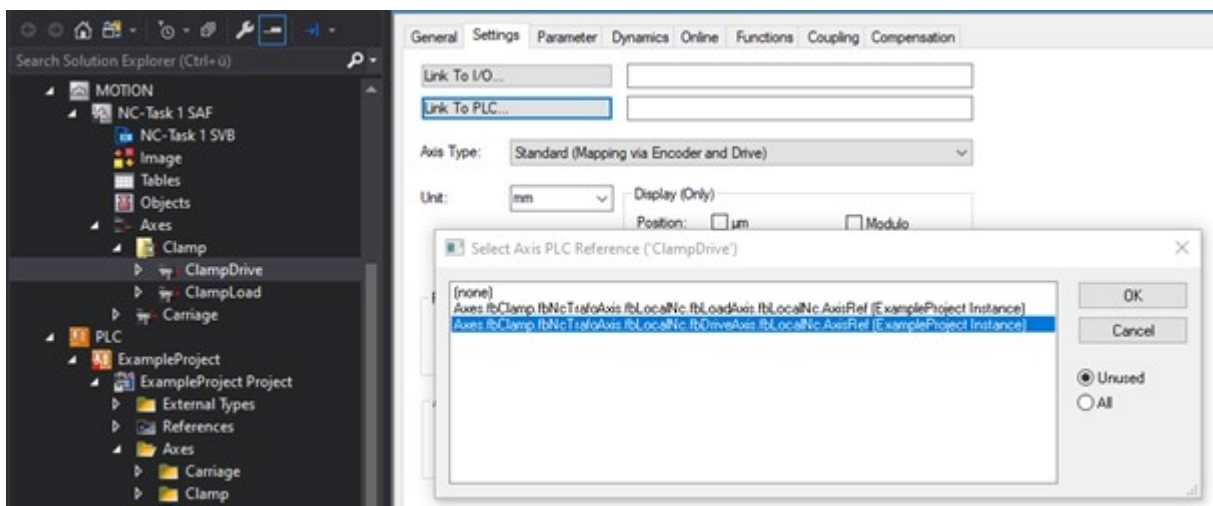 Search Solution Explorer (Ctrl+ü)
MOTION
NC-Task 1 SAF
NC-Task 1 SVB
Image
Tables
Objects
Axes
Clamp
ClampDrive
ClampLoad
Carriage
PLC
ExampleProject
ExampleProject Project
External Types
References
Axes
Carriage
Clamp
General Settings Parameter Dynamics Online Functions Coupling Compensation
Link To I/O...
Link To PLC...
Axis Type: Standard (Mapping via Encoder and Drive)
Unit: mm Display (Only)
Position: µm Modulo
Select Axis PLC Reference ('ClampDrive')
(none)
Axes.fbClamp.fbNcTrafoAxis.fbLocalNc.fbLoadAxis.fbLocalNc.AxisRef (ExampleProject Instance)
Axes.fbClamp.fbNcTrafoAxis.fbLocalNc.fbDriveAxis.fbLocalNc.AxisRef (ExampleProject Instance)
OK
Cancel
Unused
All